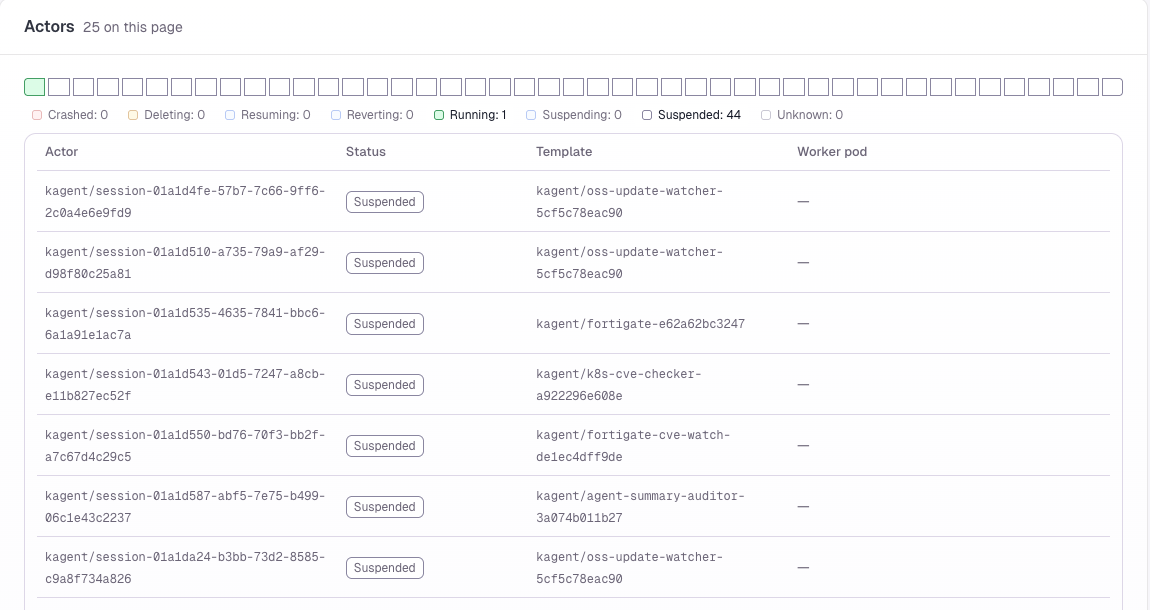 Actors 25 on this page
Crashed: 0 Deleting: 0 Resuming: 0 Reverting: 0 Running: 1 Suspending: 0 Suspended: 44 Unknown: 0
Actor Status Template Worker pod
kagent/session-01a1d4fe-57b7-7c66-9ff6-
2c0a4e6e9fd9
Suspended
kagent/oss-update-watcher-
5cf5c78eac90
—
kagent/session-01a1d510-a735-79a9-af29-
d98f80c25a81
Suspended
kagent/oss-update-watcher-
5cf5c78eac90
—
kagent/session-01a1d535-4635-7841-bbc6-
6a1a91e1ac7a
Suspended
kagent/fortigate-e62a62bc3247
—
kagent/session-01a1d543-01d5-7247-a8cb-
e11b827ec52f
Suspended
kagent/k8s-cve-checker-
a922296e608e
—
kagent/session-01a1d550-bd76-70f3-bb2f-
a7c67d4c29c5
Suspended
kagent/fortigate-cve-watch-
de1ec4dff9de
—
kagent/session-01a1d587-abf5-7e75-b499-
06c1e43c2237
Suspended
kagent/agent-summary-auditor-
3a074b011b27
—
kagent/session-01a1da24-b3bb-73d2-8585-
c9a8f734a826
Suspended
kagent/oss-update-watcher-
5cf5c78eac90
—